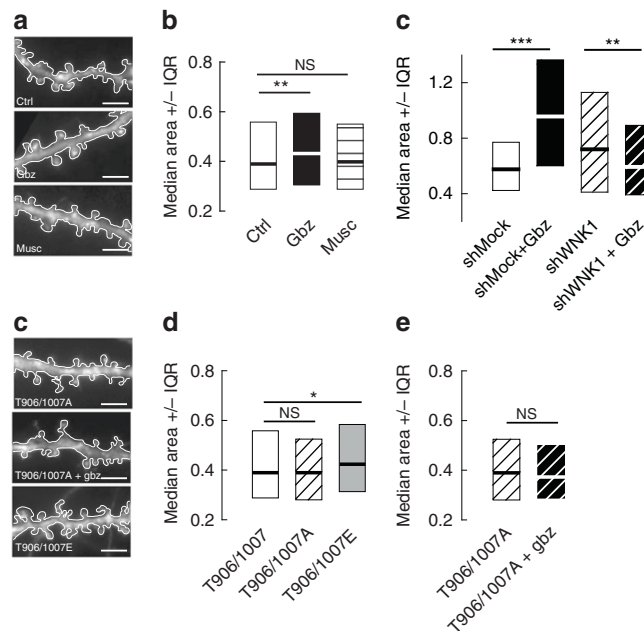 a
Ctrl
Gbz
Musc
b
Median area +/− IQR
0.8
0.6
0.4
0.2
NS
**
Ctrl
Gbz
Musc
c
Median area +/− IQR
1.2
0.8
0.4
***
**
shMock
shMock+Gbz
shWNK1
shWNK1 + Gbz
c
T906/1007A
T906/1007A + gbz
T906/1007E
d
Median area +/− IQR
0.8
0.6
0.4
0.2
*
NS
T906/1007
T906/1007A
T906/1007E
e
Median area +/− IQR
0.8
0.6
0.4
0.2
NS
T906/1007A
T906/1007A + gbz